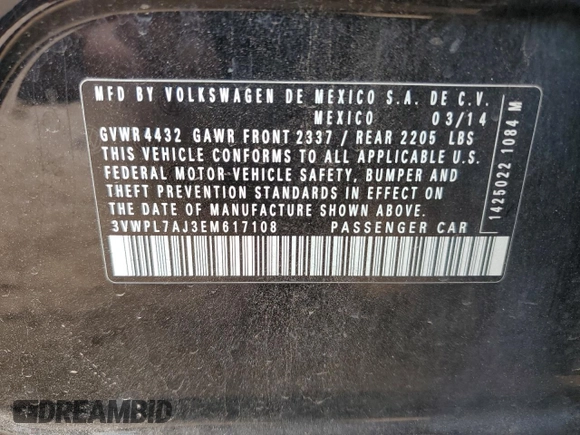 MFD BY VOLKSWAGEN DE MEXICO S.A. DE C.V.
MEXICO 03/14
GVWR 4432 GAWR FRONT 2337 / REAR 2205 LBS
THIS VEHICLE CONFORMS TO ALL APPLICABLE U.S.
FEDERAL MOTOR VEHICLE SAFETY, BUMPER AND
THEFT PREVENTION STANDARDS IN EFFECT ON
THE DATE OF MANUFACTURE SHOWN ABOVE.
3VWPL7AJ3EM617108 PASSENGER CAR
1425022 1084 M
DREAMBID